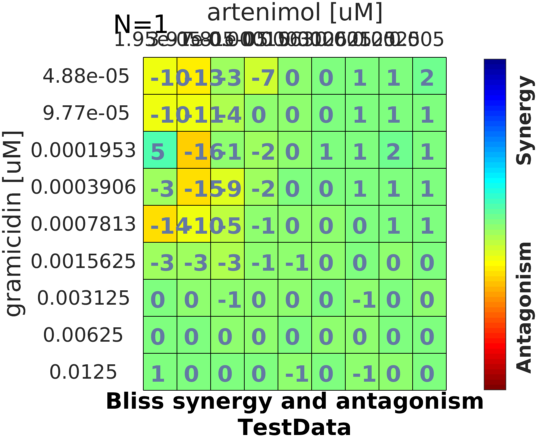 artenimol [uM]
N=1
4.88e-05 -10 -13 -3 -7 0 0 1 1 2
9.77e-05 -10 -11 -4 0 0 0 1 1 1
0.0001953 5 -16 -1 -2 0 1 1 2 1
0.0003906 -3 -15 -9 -2 0 0 1 1 1
0.0007813 -14 -10 -5 -1 0 0 0 1 1
0.0015625 -3 -3 -3 -1 -1 0 0 0 0
0.003125 0 0 -1 0 0 0 -1 0 0
0.00625 0 0 0 0 0 0 0 0 0
0.0125 1 0 0 0 -1 0 -1 0 0
gramicidin [uM]
Synergy
Antagonism
Bliss synergy and antagonism
TestData